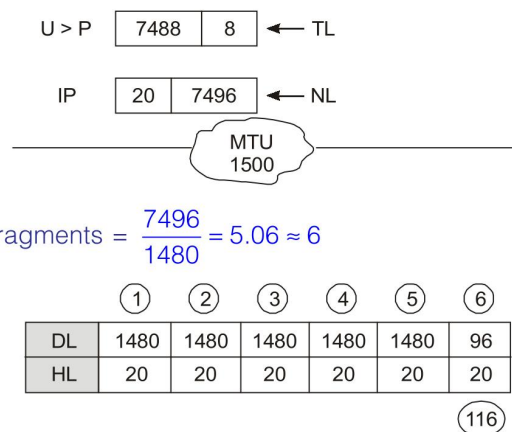 U > P 7488 8 TL
IP 20 7496 NL
MTU
1500
ragments = 7496/1480 = 5.06 ≈ 6
1 2 3 4 5 6
DL 1480 1480 1480 1480 1480 96
HL 20 20 20 20 20 20
116